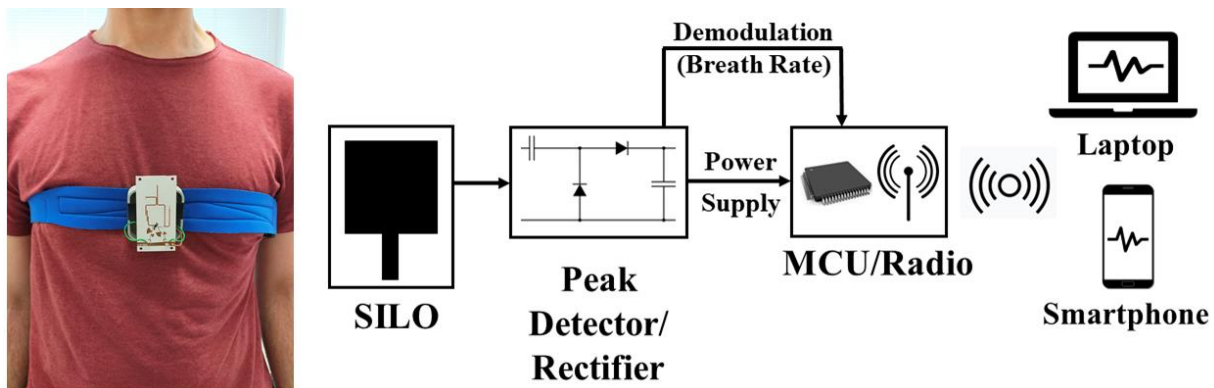 Demodulation
(Breath Rate)
Power
Supply
SILO
Peak
Detector/
Rectifier
MCU/Radio
Laptop
Smartphone